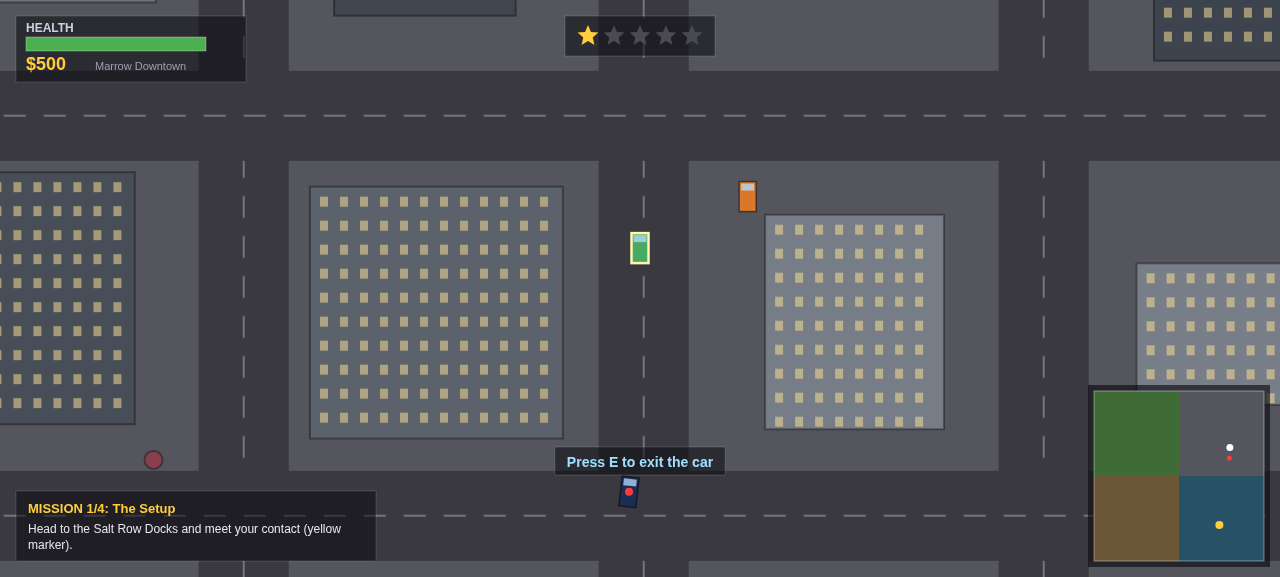 HEALTH
$500 Marrow Downtown
Press E to exit the car
MISSION 1/4: The Setup
Head to the Salt Row Docks and meet your contact (yellow
marker).